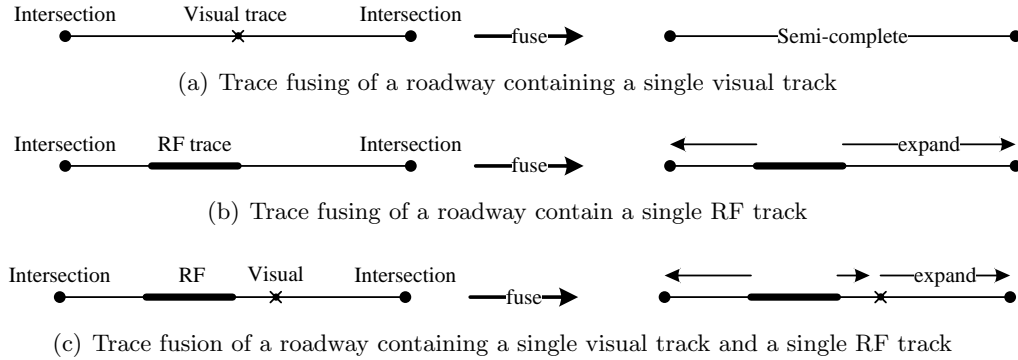 Intersection Visual trace Intersection
fuse Semi-complete
(a) Trace fusing of a roadway containing a single visual track
Intersection RF trace Intersection expand
fuse
(b) Trace fusing of a roadway contain a single RF track
Intersection RF Visual Intersection expand
fuse
(c) Trace fusion of a roadway containing a single visual track and a single RF track